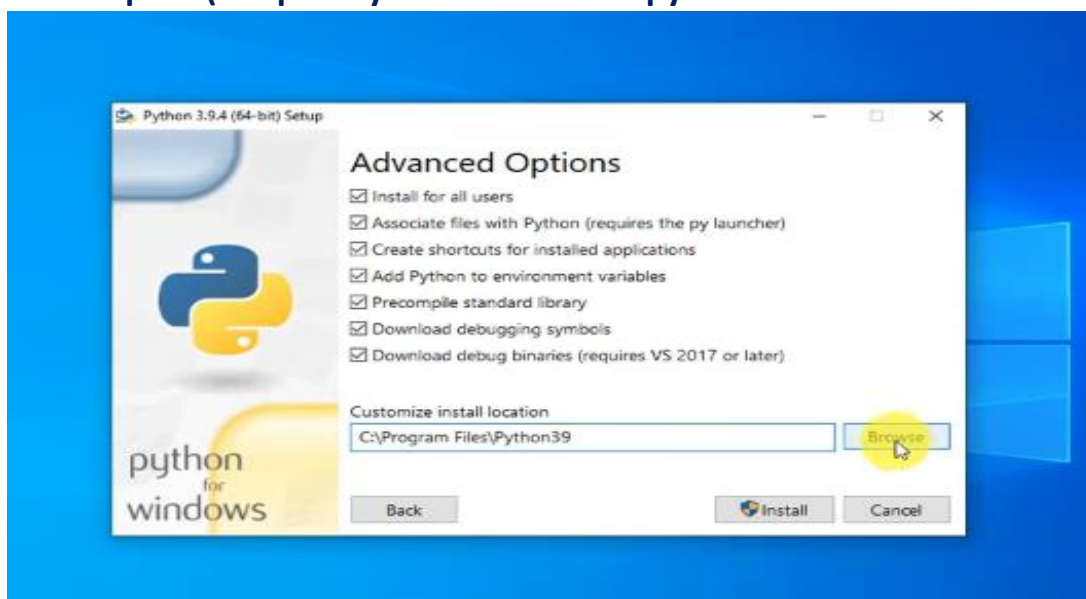 Python 3.9.4 (64-bit) Setup
Advanced Options
Install for all users
Associate files with Python (requires the py launcher)
Create shortcuts for installed applications
Add Python to environment variables
Precompile standard library
Download debugging symbols
Download debug binaries (requires VS 2017 or later)
Customize install location
C:\Program Files\Python39
Browse
python
for
windows
Back
Install
Cancel